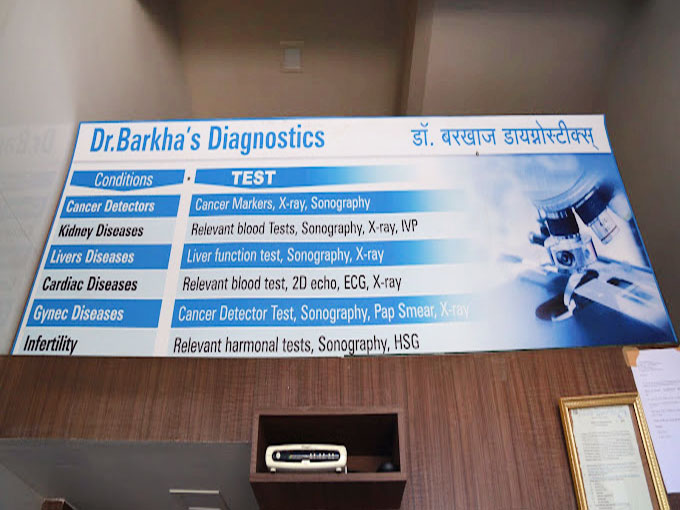 Dr.Barkha's Diagnostics
डॉ. बरखाज डायग्नोस्टीक्स्
Conditions • TEST
Cancer Detectors Cancer Markers, X-ray, Sonography
Kidney Diseases Relevant blood Tests, Sonography, X-ray, IVP
Livers Diseases Liver function test, Sonography, X-ray
Cardiac Diseases Relevant blood test, 2D echo, ECG, X-ray
Gynec Diseases Cancer Detector Test, Sonography, Pap Smear, X-ray
Infertility Relevant harmonal tests, Sonography, HSG